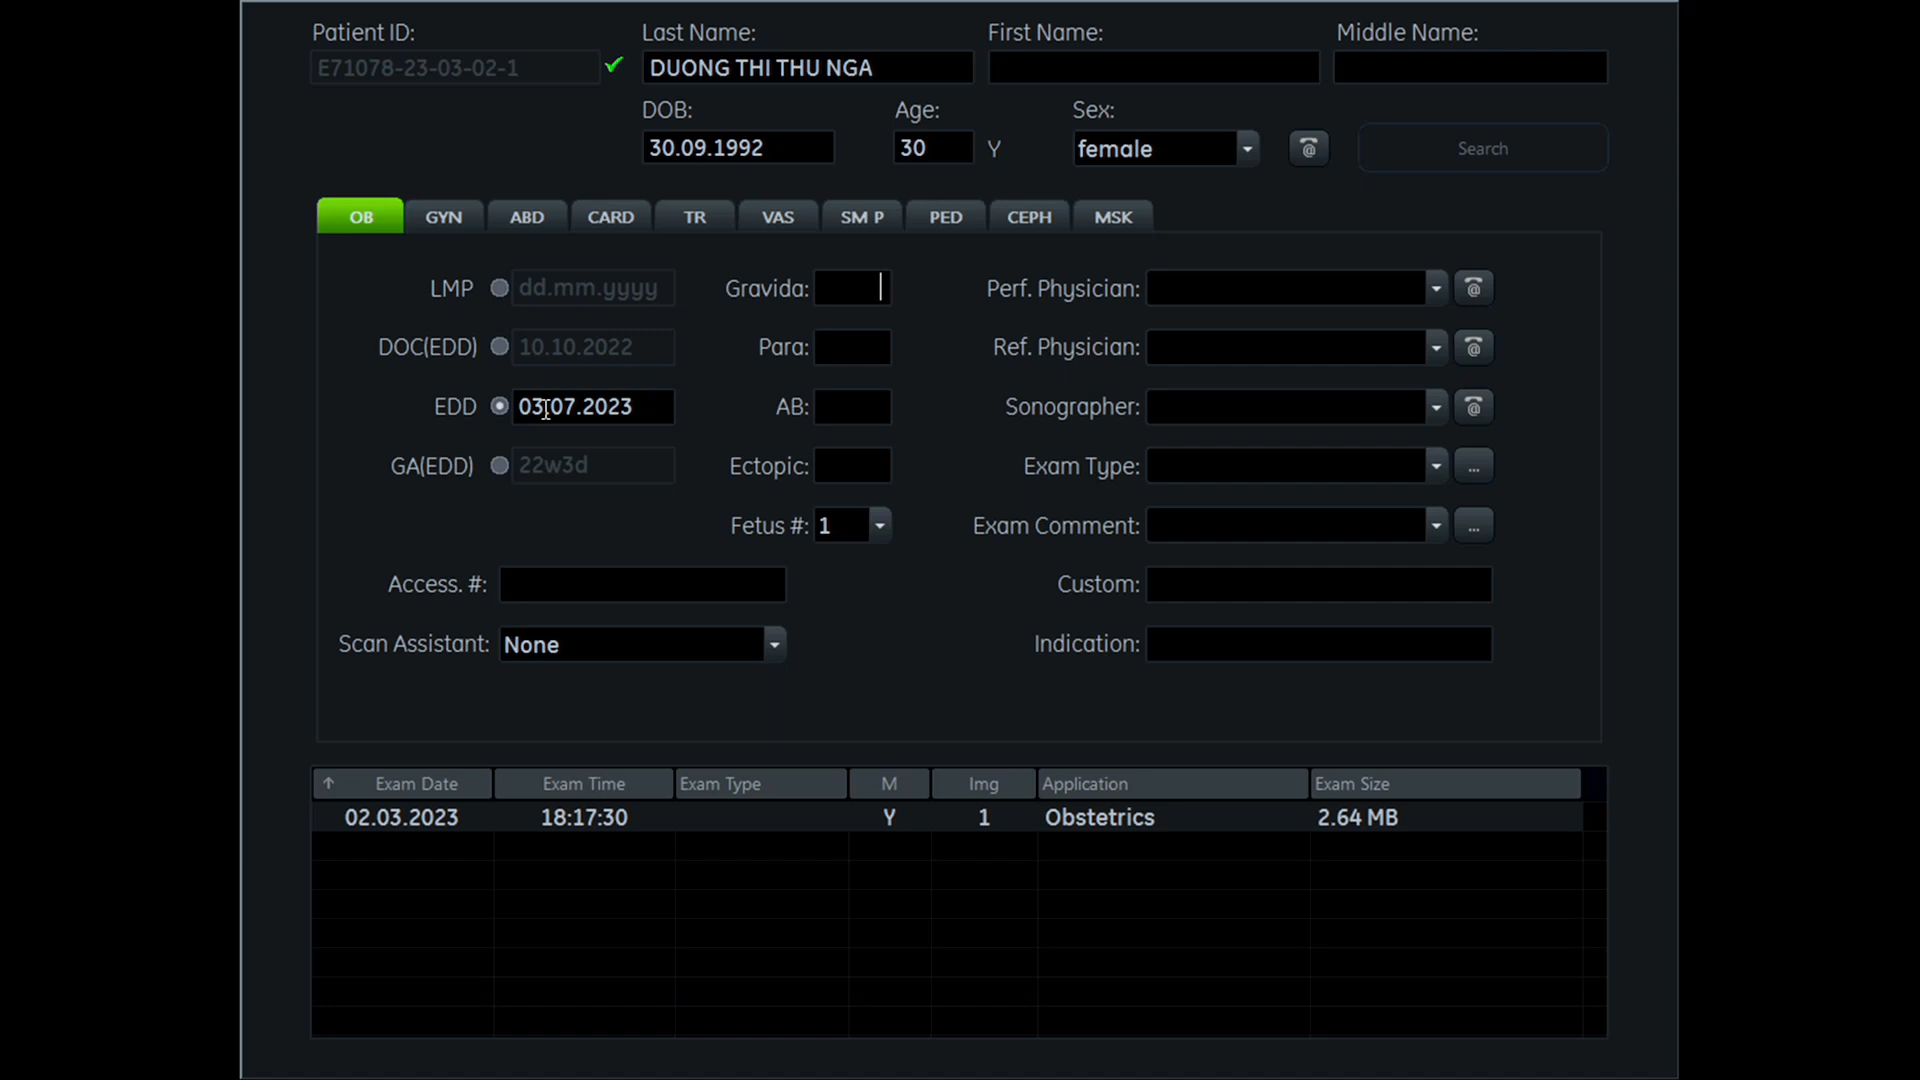 Patient ID: Last Name: First Name: Middle Name:
E71078-23-03-02-1 DUONG THI THU NGA
DOB: Age: Sex:
30.09.1992 30 Y female Search
OB GYN ABD CARD TR VAS SM P PED CEPH MSK
LMP dd.mm.yyyy Gravida: Perf. Physician:
DOC(EDD) 10.10.2022 Para: Ref. Physician:
EDD 03.07.2023 AB: Sonographer:
GA(EDD) 22w3d Ectopic: Exam Type: ...
Fetus #: 1 Exam Comment: ...
Access. #: Custom:
Scan Assistant: None Indication:
Exam Date Exam Time Exam Type M Img Application Exam Size
02.03.2023 18:17:30 Y 1 Obstetrics 2.64 MB